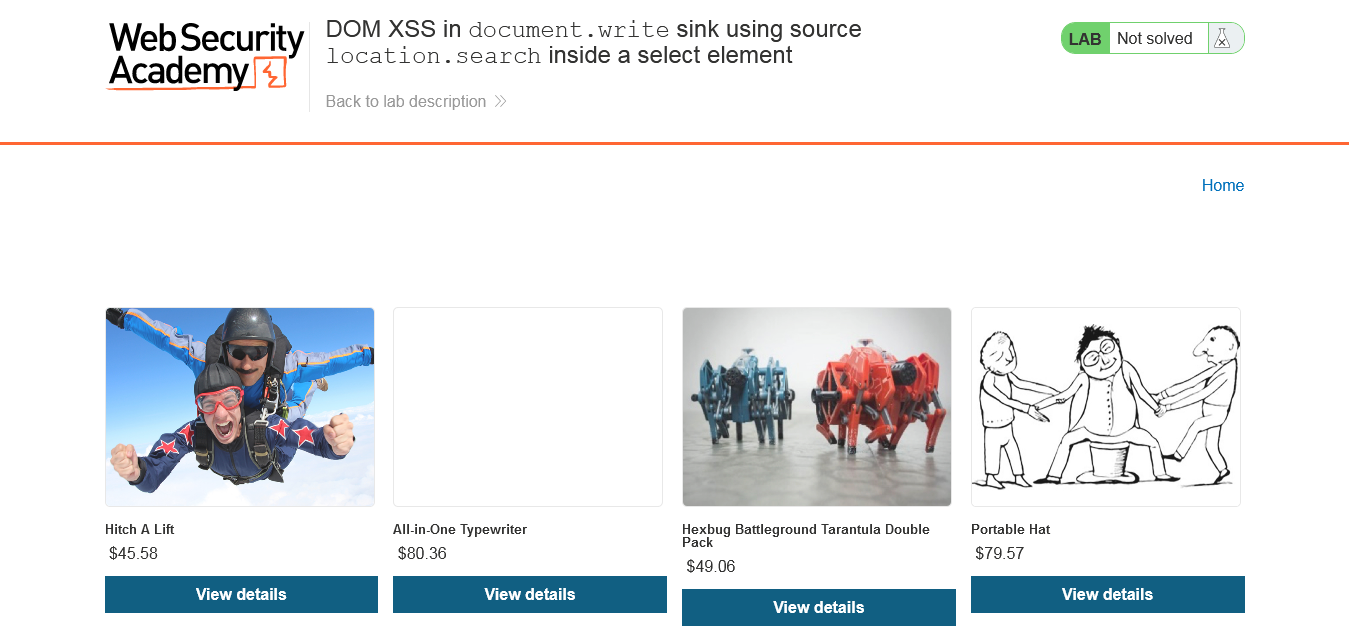 Web Security
Academy
DOM XSS in document.write sink using source
location.search inside a select element
Back to lab description
LAB Not solved
Home
Hitch A Lift
$45.58
View details
All-in-One Typewriter
$80.36
View details
Hexbug Battleground Tarantula Double
Pack
$49.06
View details
Portable Hat
$79.57
View details